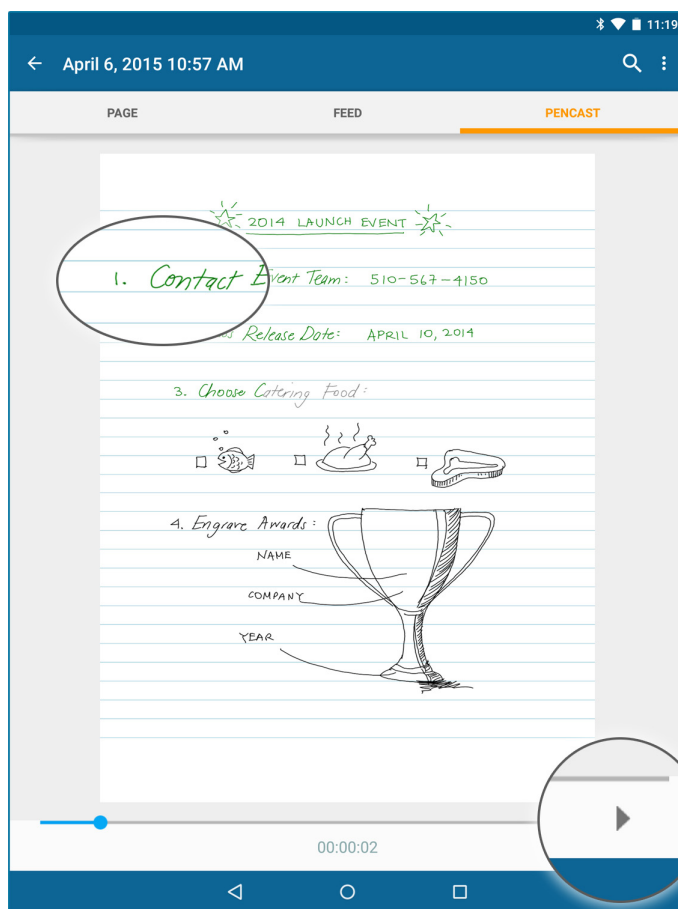 11:19
April 6, 2015 10:57 AM
PAGE FEED PENCAST
2014 LAUNCH EVENT
1. Contact Event Team: 510-567-4150
Release Date: APRIL 10, 2014
3. Choose Catering Food:
4. Engrave Awards:
NAME
COMPANY
YEAR
00:00:02